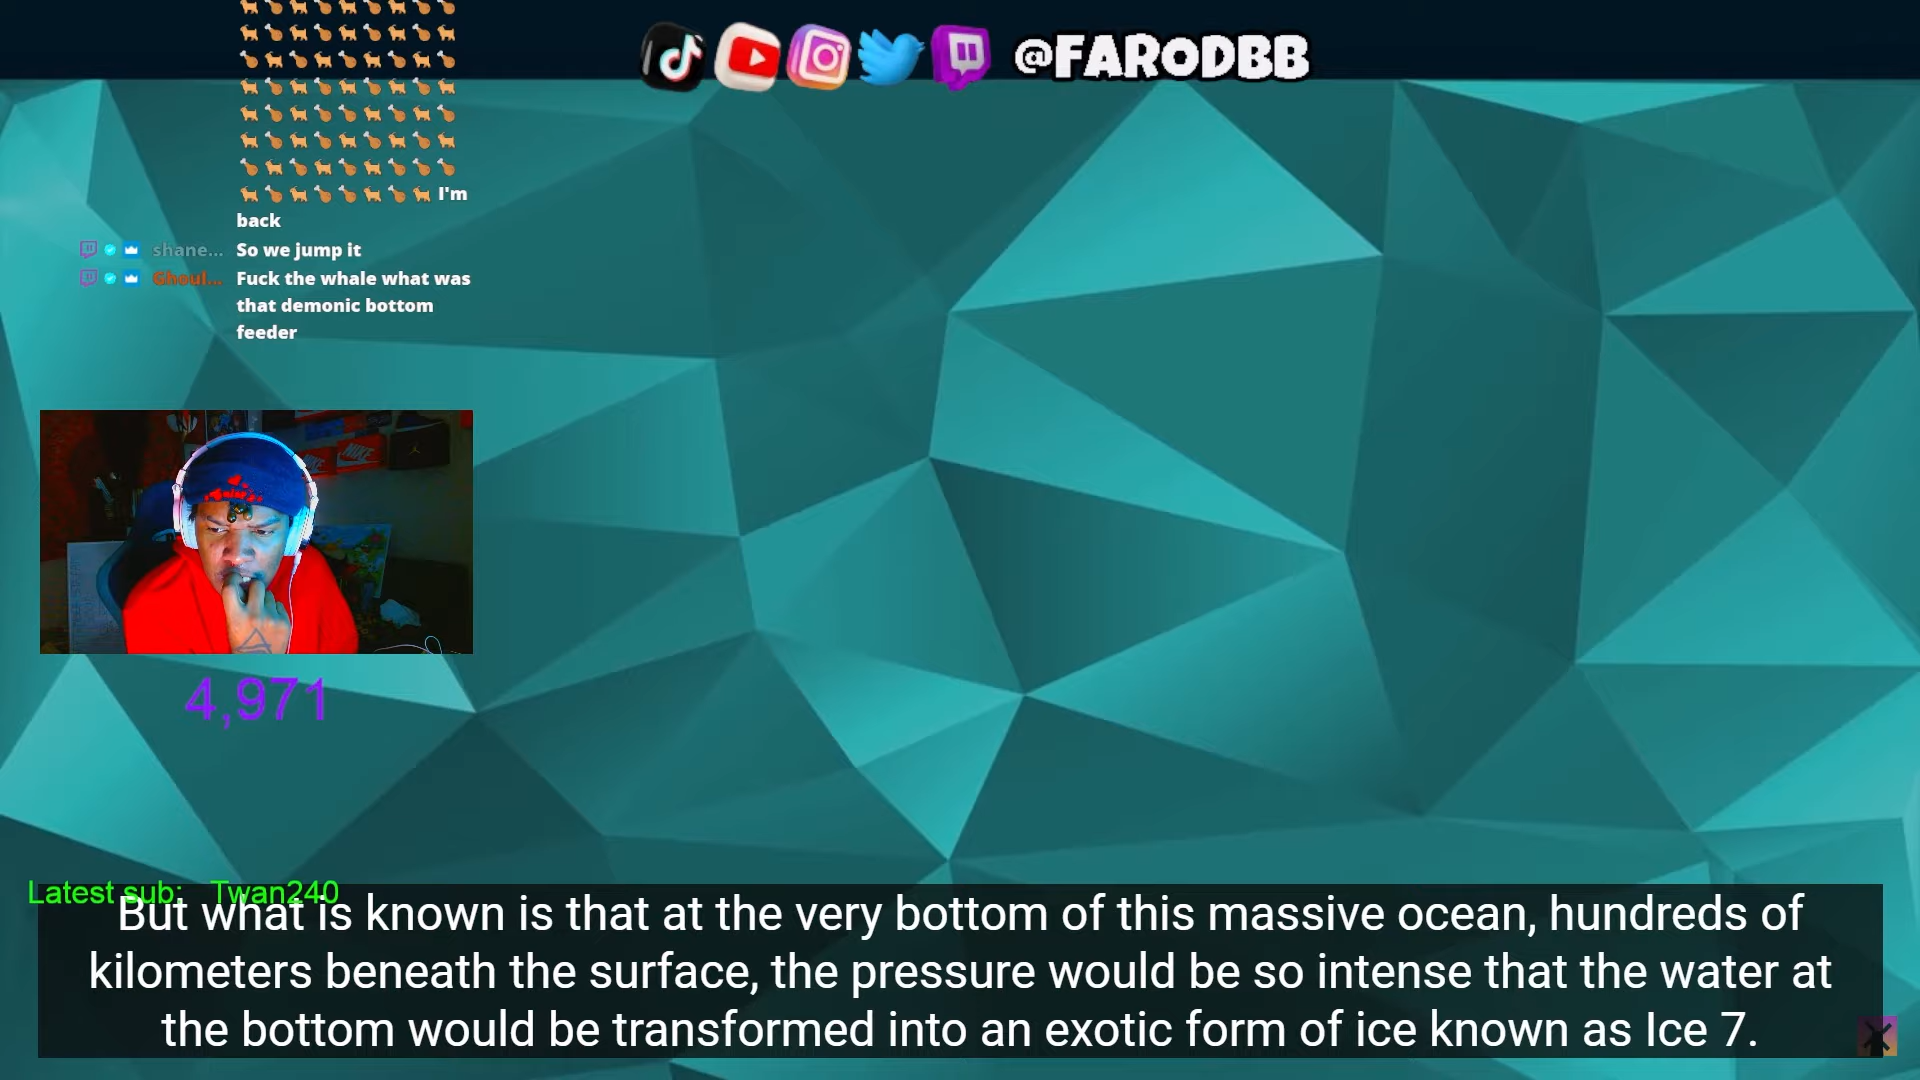 @FARODBB
I'm
back
shane... So we jump it
Ghoul... Fuck the whale what was
that demonic bottom
feeder
NIKE
NIKE
4,971
Latest sub: Twan240
But what is known is that at the very bottom of this massive ocean, hundreds of
kilometers beneath the surface, the pressure would be so intense that the water at
the bottom would be transformed into an exotic form of ice known as Ice 7.